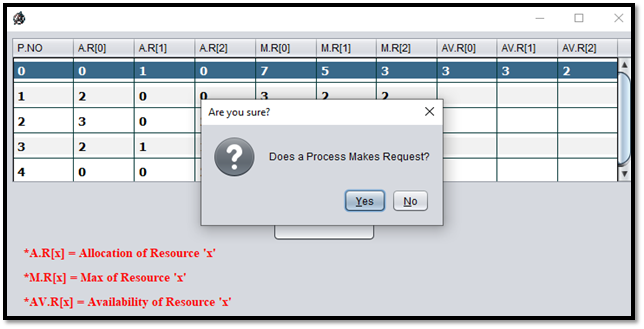 P.NO A.R[0] A.R[1] A.R[2] M.R[0] M.R[1] M.R[2] AV.R[0] AV.R[1] AV.R[2]
0 0 1 0 7 5 3 3 3 2
1 2 0 0 3 2 2
2 3 0
3 2 1
4 0 0
Are you sure?
Does a Process Makes Request?
Yes No
*A.R[x] = Allocation of Resource 'x'
*M.R[x] = Max of Resource 'x'
*AV.R[x] = Availability of Resource 'x'